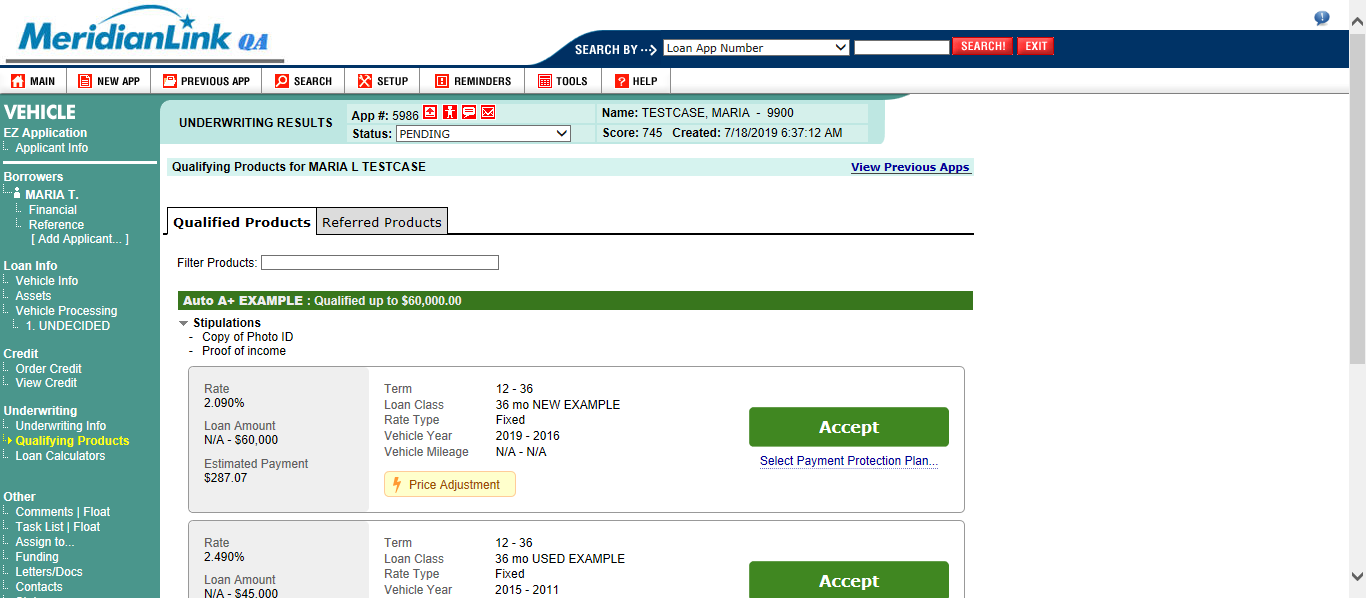 MeridianLink QA
SEARCH BY ··> Loan App Number SEARCH! EXIT
MAIN NEW APP PREVIOUS APP SEARCH SETUP REMINDERS TOOLS HELP
VEHICLE
EZ Application
Applicant Info
Borrowers
MARIA T.
Financial
Reference
[ Add Applicant... ]
Loan Info
Vehicle Info
Assets
Vehicle Processing
1. UNDECIDED
Credit
Order Credit
View Credit
Underwriting
Underwriting Info
Qualifying Products
Loan Calculators
Other
Comments | Float
Task List | Float
Assign to...
Funding
Letters/Docs
Contacts
UNDERWRITING RESULTS
App #: 5986
Status: PENDING
Name: TESTCASE, MARIA - 9900
Score: 745 Created: 7/18/2019 6:37:12 AM
Qualifying Products for MARIA L TESTCASE View Previous Apps
Qualified Products Referred Products
Filter Products:
Auto A+ EXAMPLE : Qualified up to $60,000.00
Stipulations
- Copy of Photo ID
- Proof of income
Rate
2.090%
Loan Amount
N/A - $60,000
Estimated Payment
$287.07
Term 12 - 36
Loan Class 36 mo NEW EXAMPLE
Rate Type Fixed
Vehicle Year 2019 - 2016
Vehicle Mileage N/A - N/A
Price Adjustment
Accept
Select Payment Protection Plan...
Rate
2.490%
Loan Amount
N/A - $45,000
Term 12 - 36
Loan Class 36 mo USED EXAMPLE
Rate Type Fixed
Vehicle Year 2015 - 2011
Accept